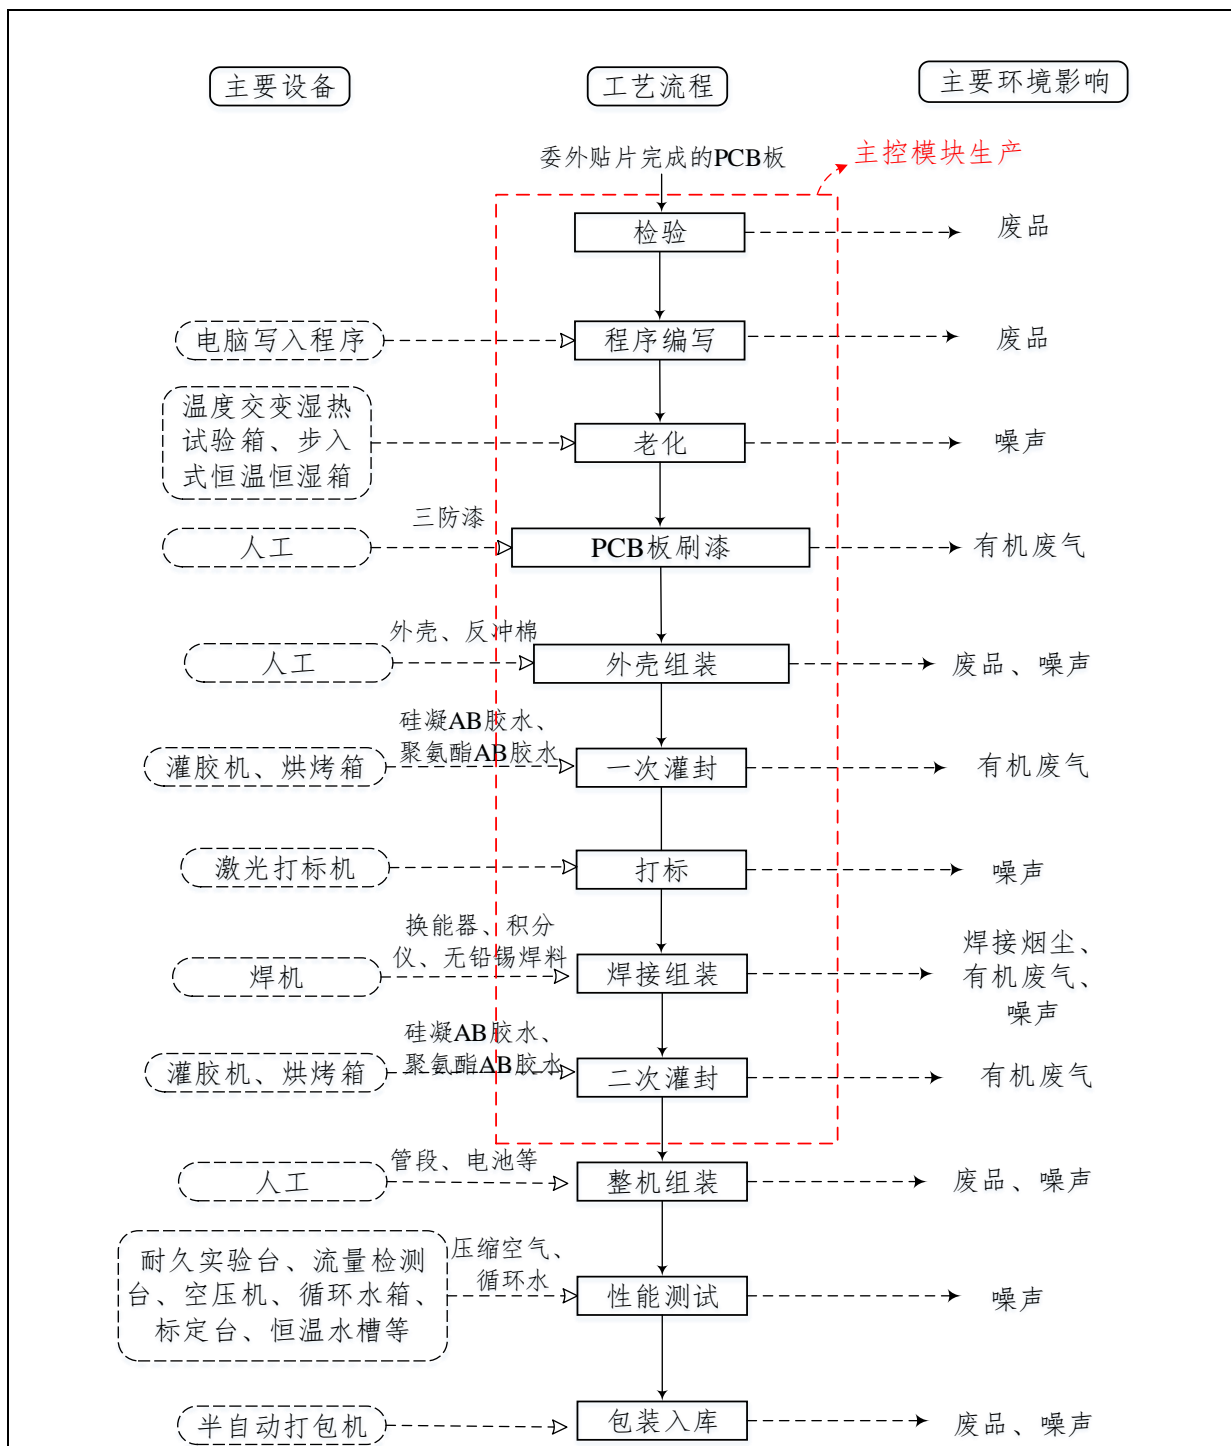 主要设备
工艺流程
主要环境影响
委外贴片完成的PCB板
主控模块生产
检验
废品
电脑写入程序
程序编写
废品
温度交变湿热
试验箱、步入
式恒温恒湿箱
老化
噪声
人工
三防漆
PCB板刷漆
有机废气
人工
外壳、反冲棉
外壳组装
废品、噪声
灌胶机、烘烤箱
硅凝AB胶水、
聚氨酯AB胶水
一次灌封
有机废气
激光打标机
打标
噪声
焊机
换能器、积分
仪、无铅锡焊料
焊接组装
焊接烟尘、
有机废气、
噪声
灌胶机、烘烤箱
硅凝AB胶水、
聚氨酯AB胶水
二次灌封
有机废气
人工
管段、电池等
整机组装
废品、噪声
耐久实验台、流量检测
台、空压机、循环水箱、
标定台、恒温水槽等
压缩空气、
循环水
性能测试
噪声
半自动打包机
包装入库
废品、噪声